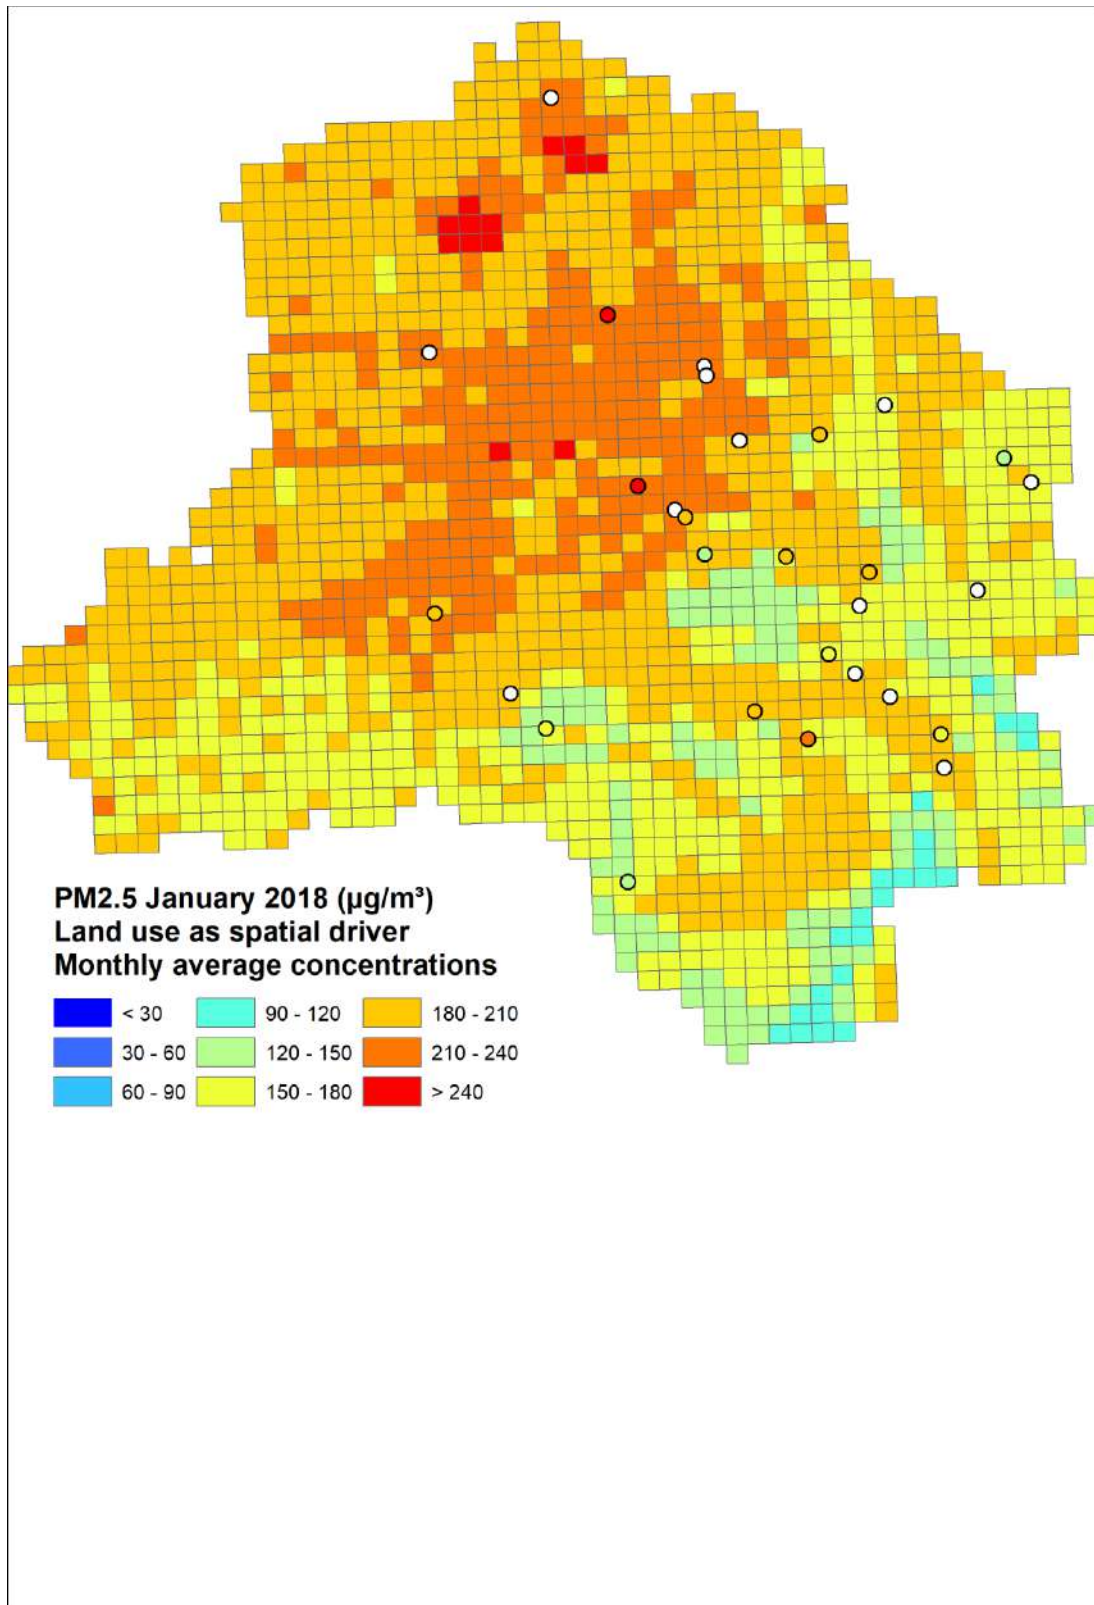 PM2.5 January 2018 (µg/m³)
Land use as spatial driver
Monthly average concentrations
< 30 90 - 120 180 - 210
30 - 60 120 - 150 210 - 240
60 - 90 150 - 180 > 240